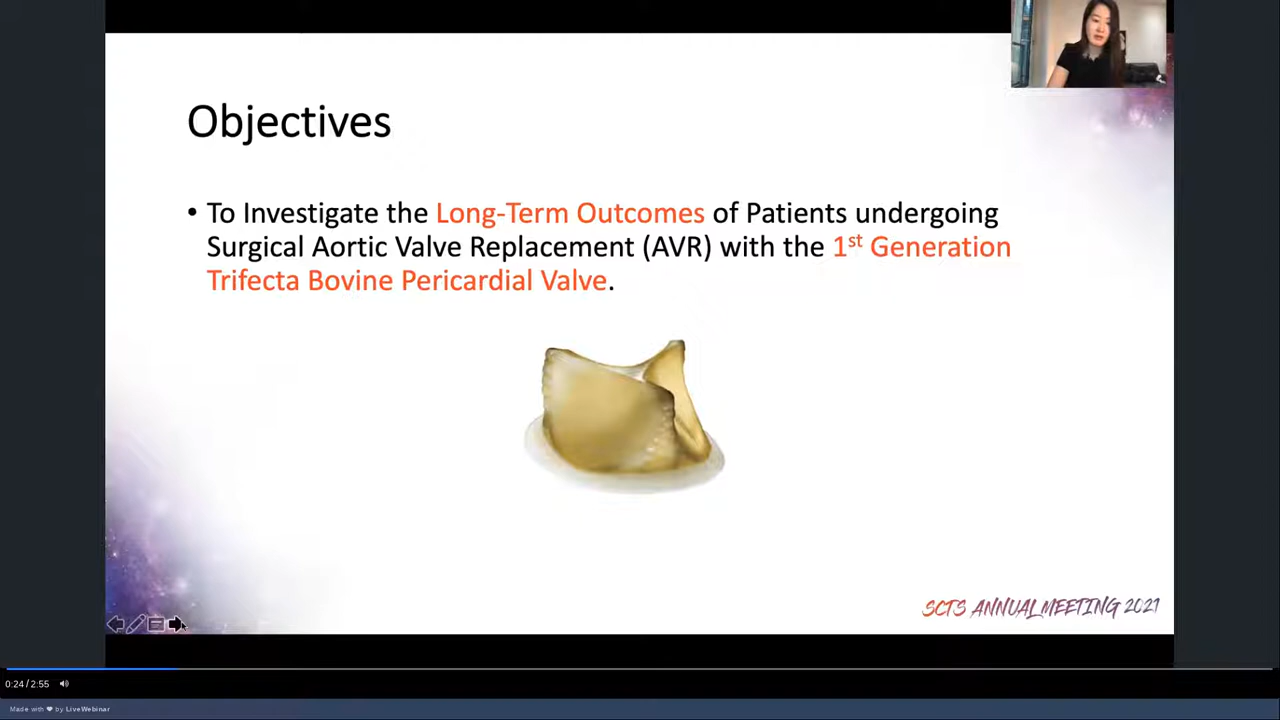 Objectives
• To Investigate the Long-Term Outcomes of Patients undergoing
Surgical Aortic Valve Replacement (AVR) with the 1st Generation
Trifecta Bovine Pericardial Valve.
SCTS ANNUAL MEETING 2021
0:24 / 2:55
Made with ❤ by LiveWebinar